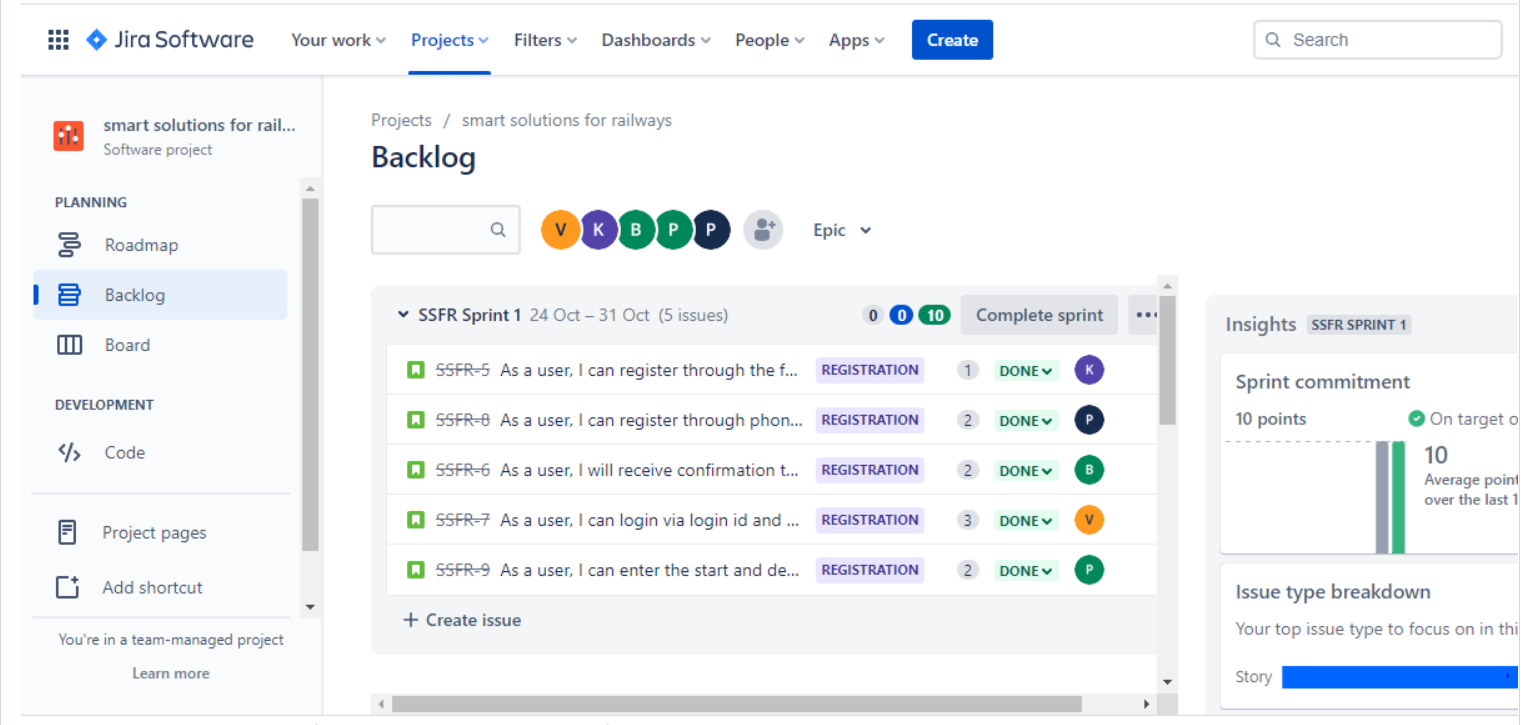 Jira Software Your work Projects Filters Dashboards People Apps Create Search
smart solutions for rail...
Software project
PLANNING
Roadmap
Backlog
Board
DEVELOPMENT
Code
Project pages
Add shortcut
You're in a team-managed project
Learn more
Projects / smart solutions for railways
Backlog
V K B P P Epic
SSFR Sprint 1 24 Oct – 31 Oct (5 issues) 0 0 10 Complete sprint •••
SSFR-5 As a user, I can register through the f... REGISTRATION 1 DONE K
SSFR-8 As a user, I can register through phon... REGISTRATION 2 DONE P
SSFR-6 As a user, I will receive confirmation t... REGISTRATION 2 DONE B
SSFR-7 As a user, I can login via login id and ... REGISTRATION 3 DONE V
SSFR-9 As a user, I can enter the start and de... REGISTRATION 2 DONE P
+ Create issue
Insights SSFR SPRINT 1
Sprint commitment
10 points On target o
10
Average point
over the last 1
Issue type breakdown
Your top issue type to focus on in thi
Story